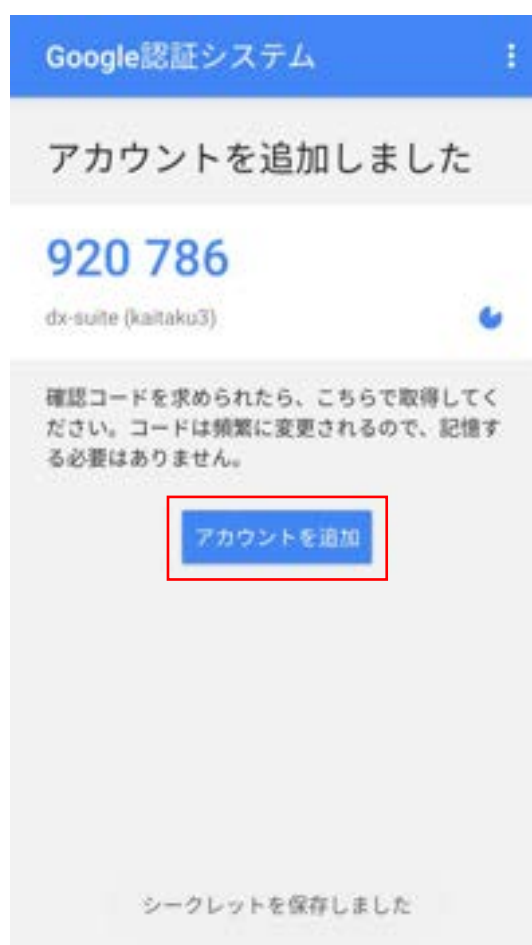 Google認証システム
アカウントを追加しました
920 786
dx-suite (kaitaku3)
確認コードを求められたら、こちらで取得してく
ださい。コードは頻繁に変更されるので、記憶す
る必要はありません。
アカウントを追加
シークレットを保存しました